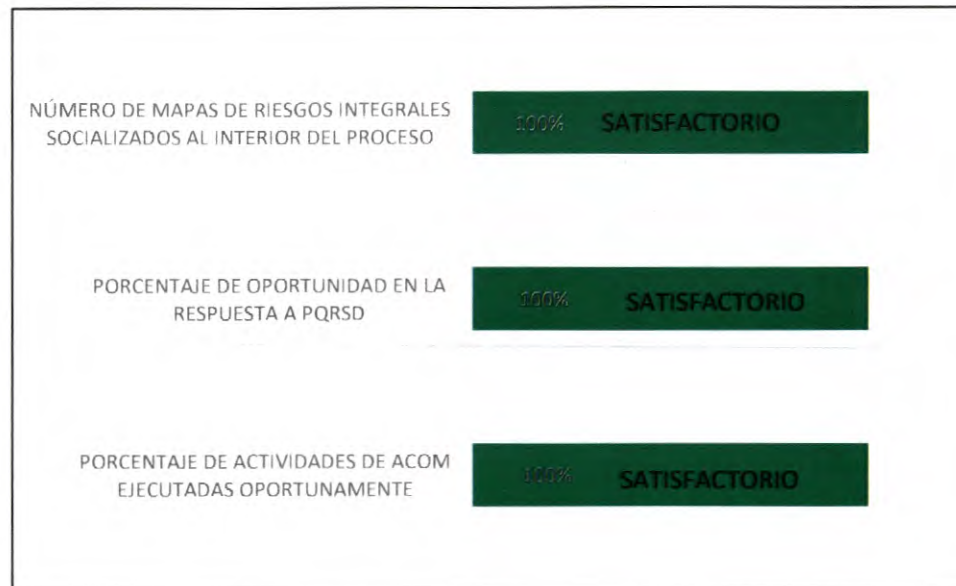 NÚMERO DE MAPAS DE RIESGOS INTEGRALES
SOCIALIZADOS AL INTERIOR DEL PROCESO
100% SATISFACTORIO
PORCENTAJE DE OPORTUNIDAD EN LA
RESPUESTA A PQRSD
100% SATISFACTORIO
PORCENTAJE DE ACTIVIDADES DE ACOM
EJECUTADAS OPORTUNAMENTE
100% SATISFACTORIO